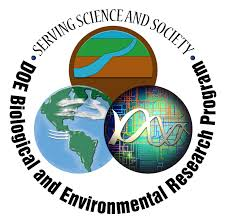 • SERVING SCIENCE AND SOCIETY •
DOE Biological and Environmental Research Program